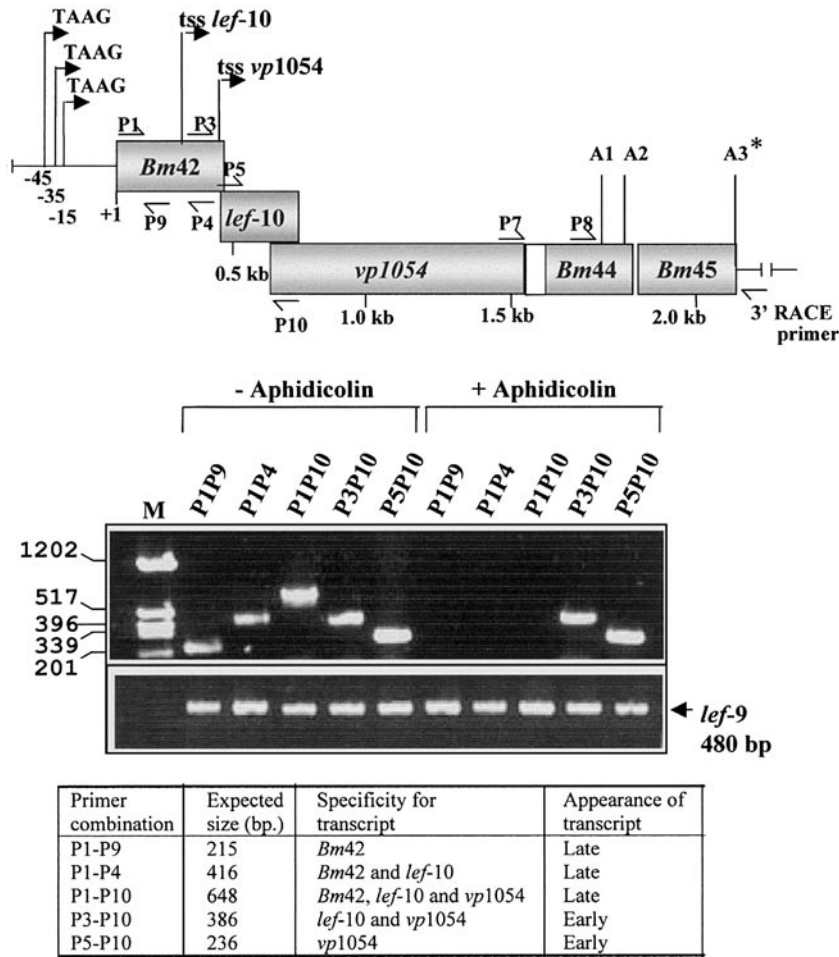 TAAG
TAAG
TAAG
tss lef-10
tss vp1054
P1
P3
Bm42
P5
A1
A2
A3*
-45
-35
-15
+1
P9
P4
lef-10
0.5 kb
P7
P8
vp1054
Bm44
Bm45
P10
1.0 kb
1.5 kb
2.0 kb
3' RACE
primer
- Aphidicolin
+ Aphidicolin
M
P1P9
P1P4
P1P10
P3P10
P5P10
P1P9
P1P4
P1P10
P3P10
P5P10
1202
517
396
339
201
lef-9
480 bp
Primer combination | Expected size (bp.) | Specificity for transcript | Appearance of transcript
P1-P9 | 215 | Bm42 | Late
P1-P4 | 416 | Bm42 and lef-10 | Late
P1-P10 | 648 | Bm42, lef-10 and vp1054 | Late
P3-P10 | 386 | lef-10 and vp1054 | Early
P5-P10 | 236 | vp1054 | Early